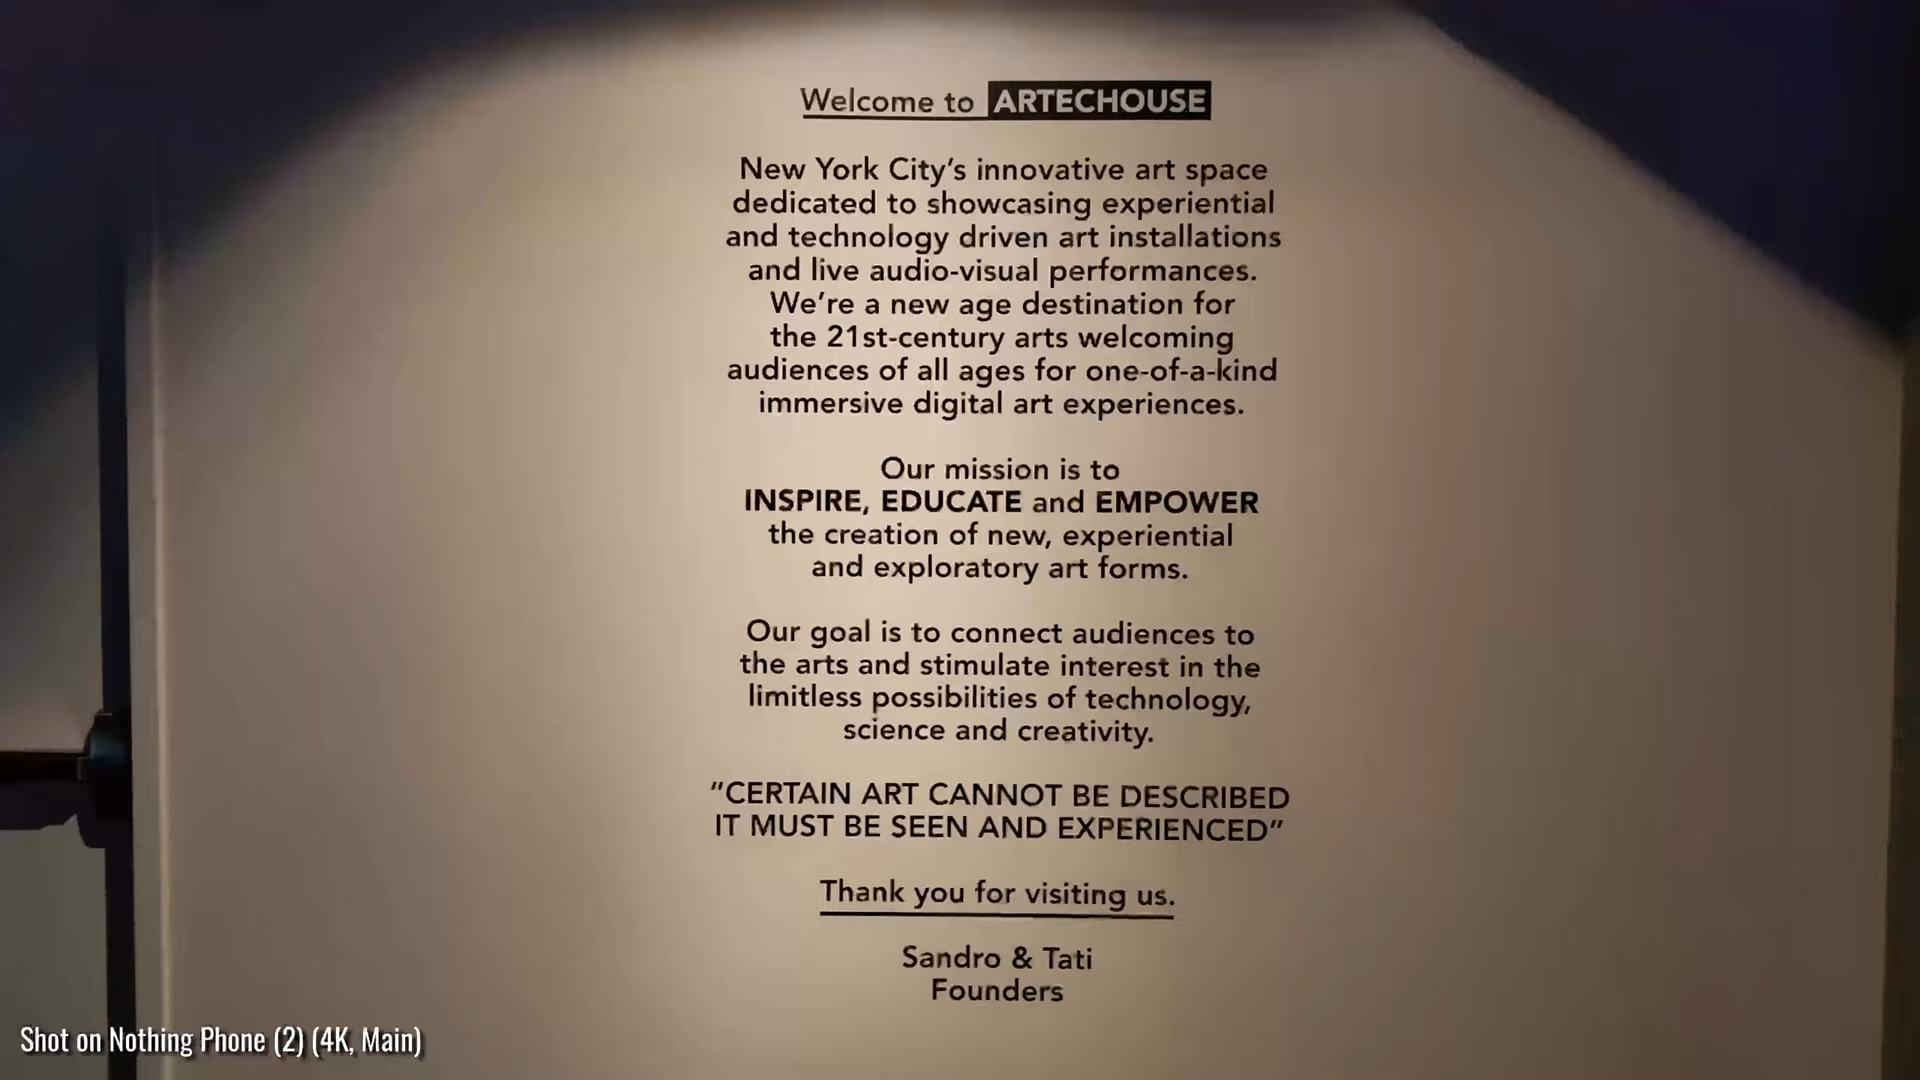 Welcome to ARTECHOUSE
New York City’s innovative art space
dedicated to showcasing experiential
and technology driven art installations
and live audio-visual performances.
We’re a new age destination for
the 21st-century arts welcoming
audiences of all ages for one-of-a-kind
immersive digital art experiences.
Our mission is to
INSPIRE, EDUCATE and EMPOWER
the creation of new, experiential
and exploratory art forms.
Our goal is to connect audiences to
the arts and stimulate interest in the
limitless possibilities of technology,
science and creativity.
”CERTAIN ART CANNOT BE DESCRIBED
IT MUST BE SEEN AND EXPERIENCED”
Thank you for visiting us.
Sandro & Tati
Founders
Shot on Nothing Phone (2) (4K, Main)